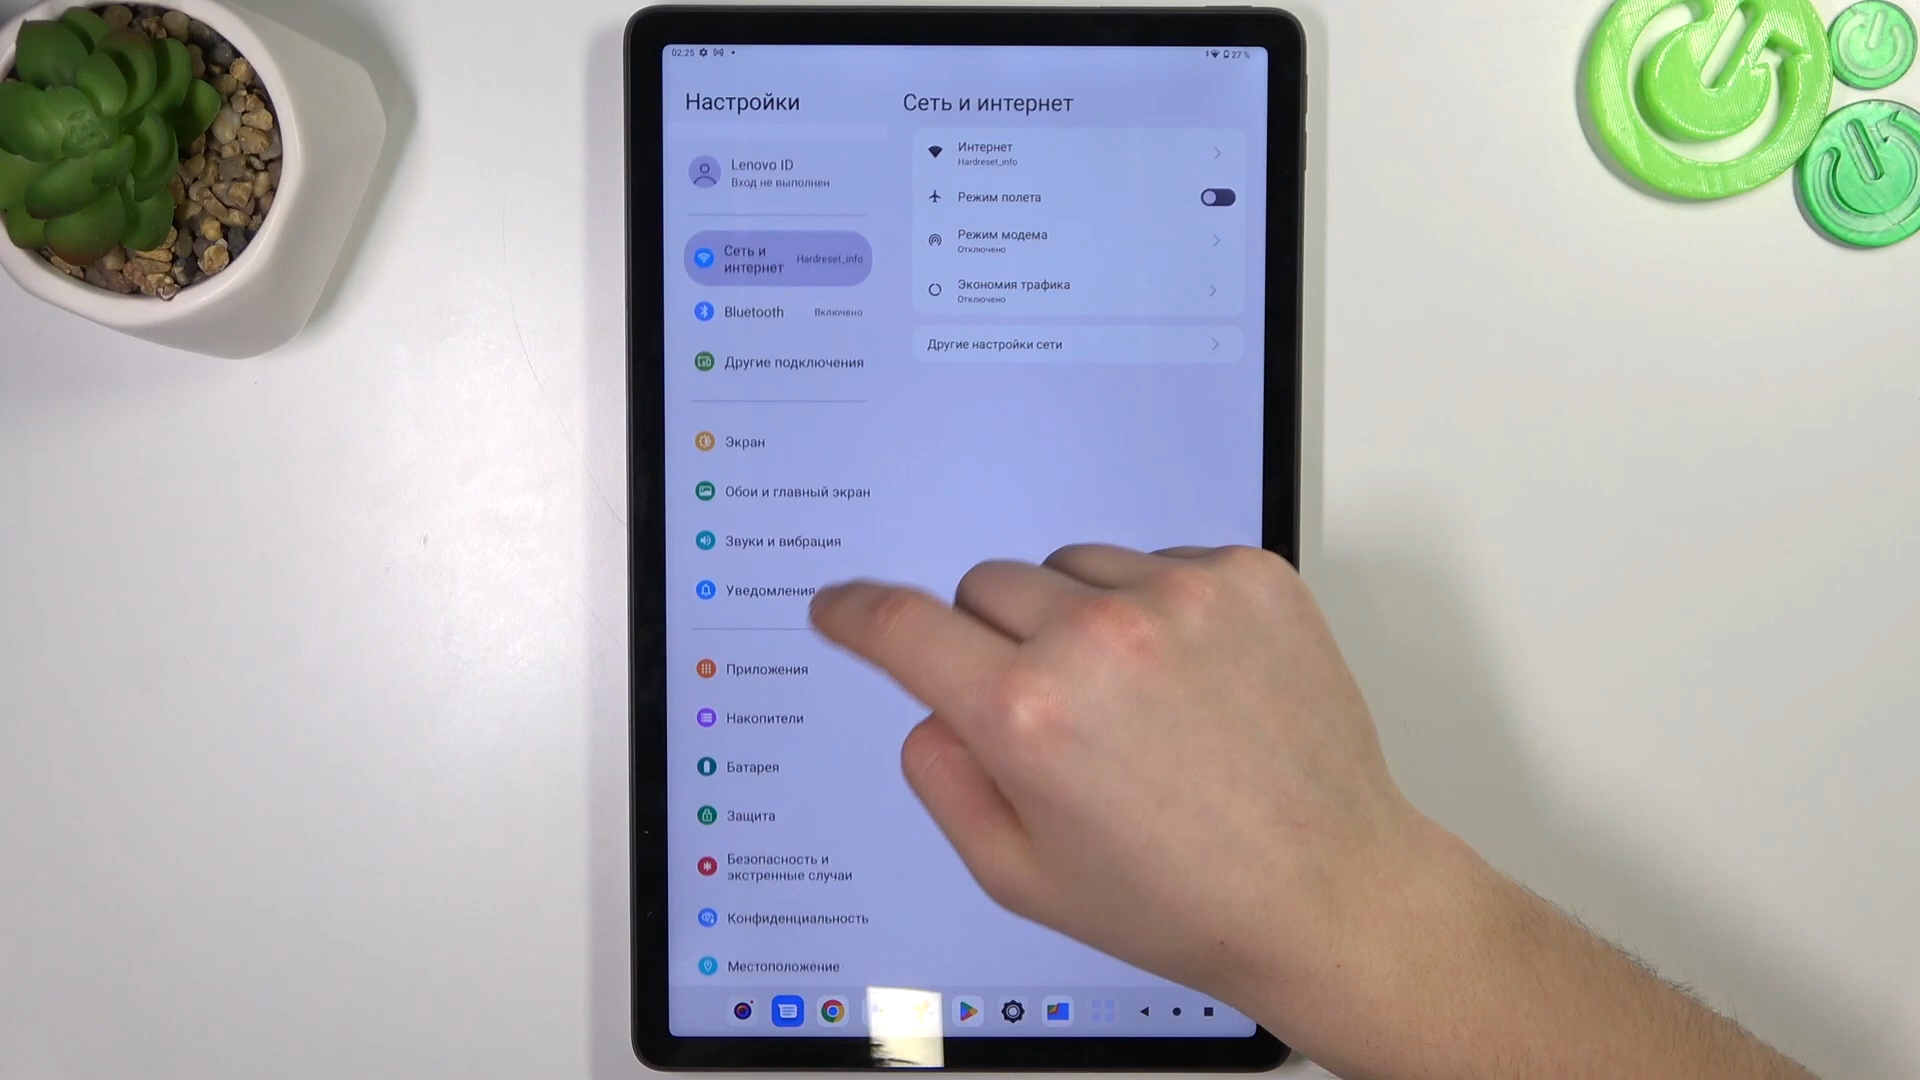 02:25
27%
Настройки
Lenovo ID
Вход не выполнен
Сеть и
интернет
Hardreset_info
Bluetooth
Включено
Другие подключения
Экран
Обои и главный экран
Звуки и вибрация
Уведомления
Приложения
Накопители
Батарея
Защита
Безопасность и
экстренные случаи
Конфиденциальность
Местоположение
Сеть и интернет
Интернет
Hardreset_info
Режим полета
Режим модема
Отключено
Экономия трафика
Отключено
Другие настройки сети